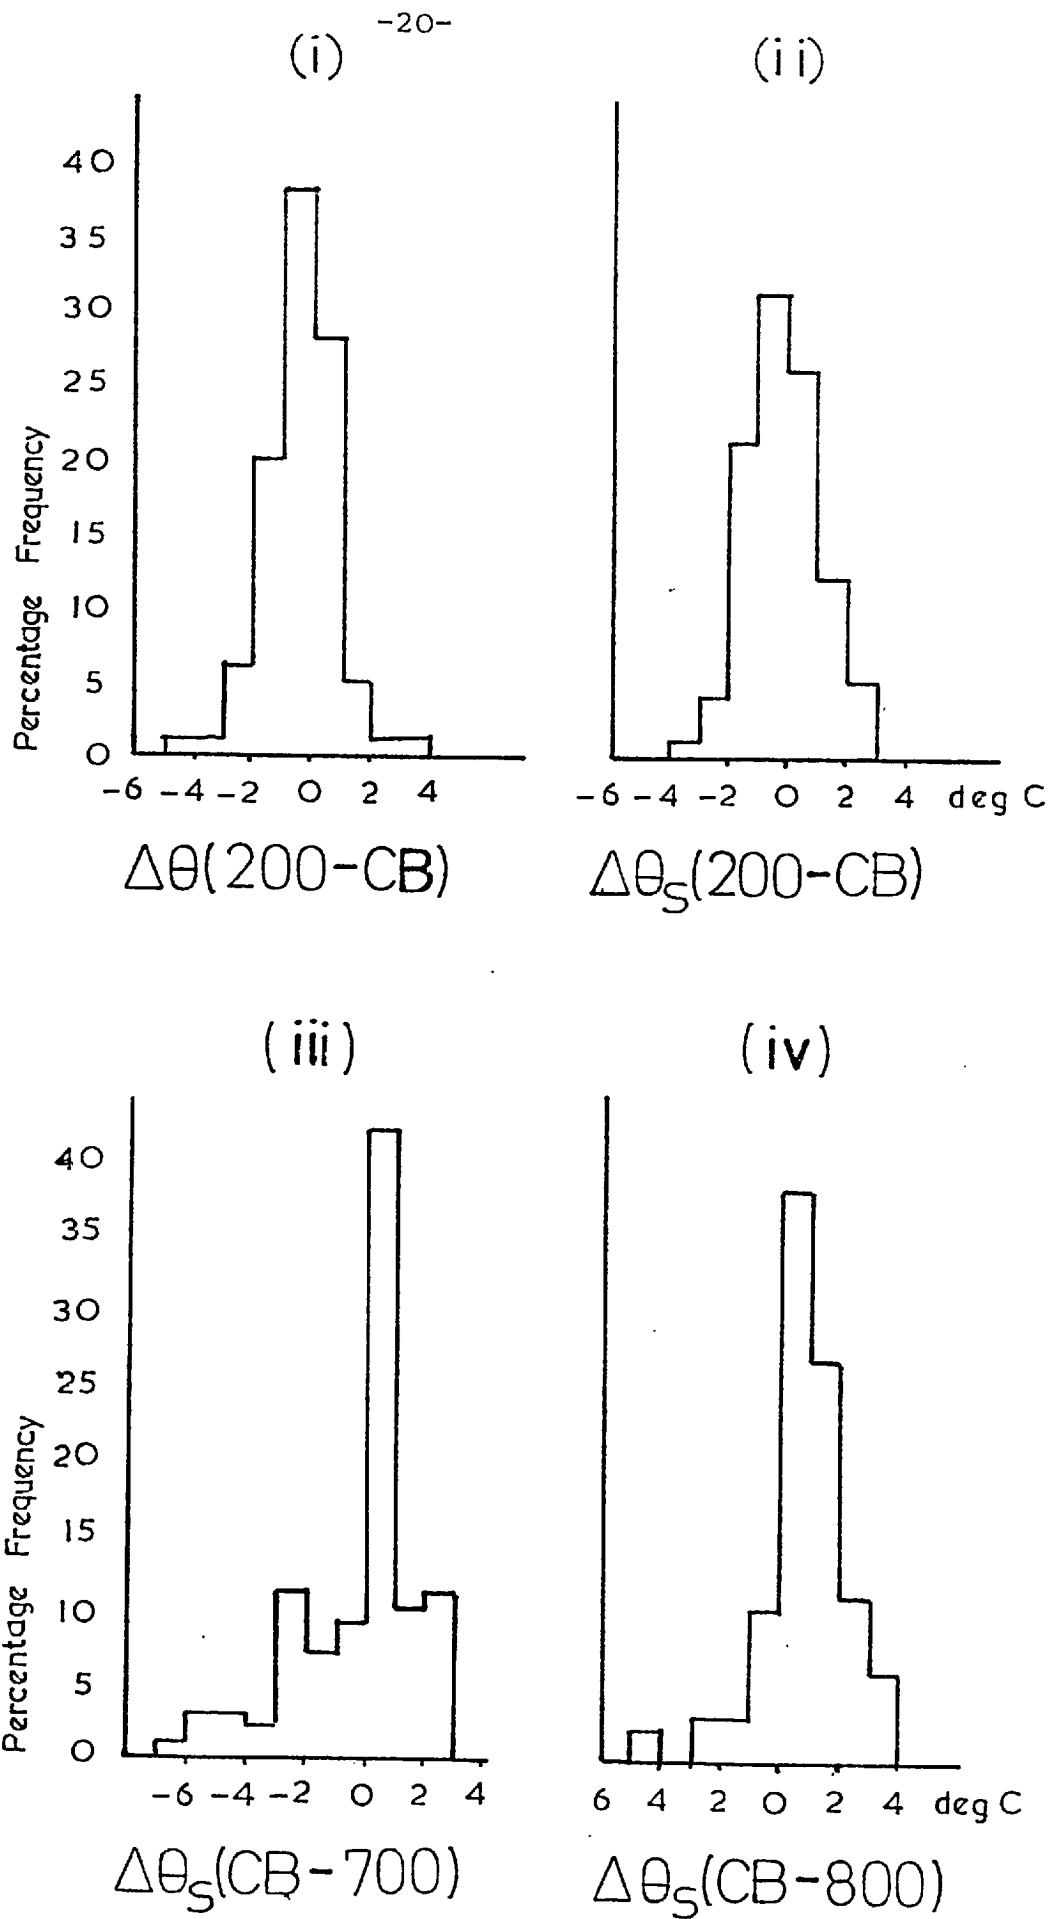 -20-
(i)
(ii)
Percentage Frequency
40
35
30
25
20
15
10
5
0
-6 -4 -2 0 2 4
-6 -4 -2 0 2 4 deg C
Δθ(200-CB)
Δθs(200-CB)
(iii)
(iv)
Percentage Frequency
40
35
30
25
20
15
10
5
0
-6 -4 -2 0 2 4
6 4 2 0 2 4 deg C
Δθs(CB-700)
Δθs(CB-800)